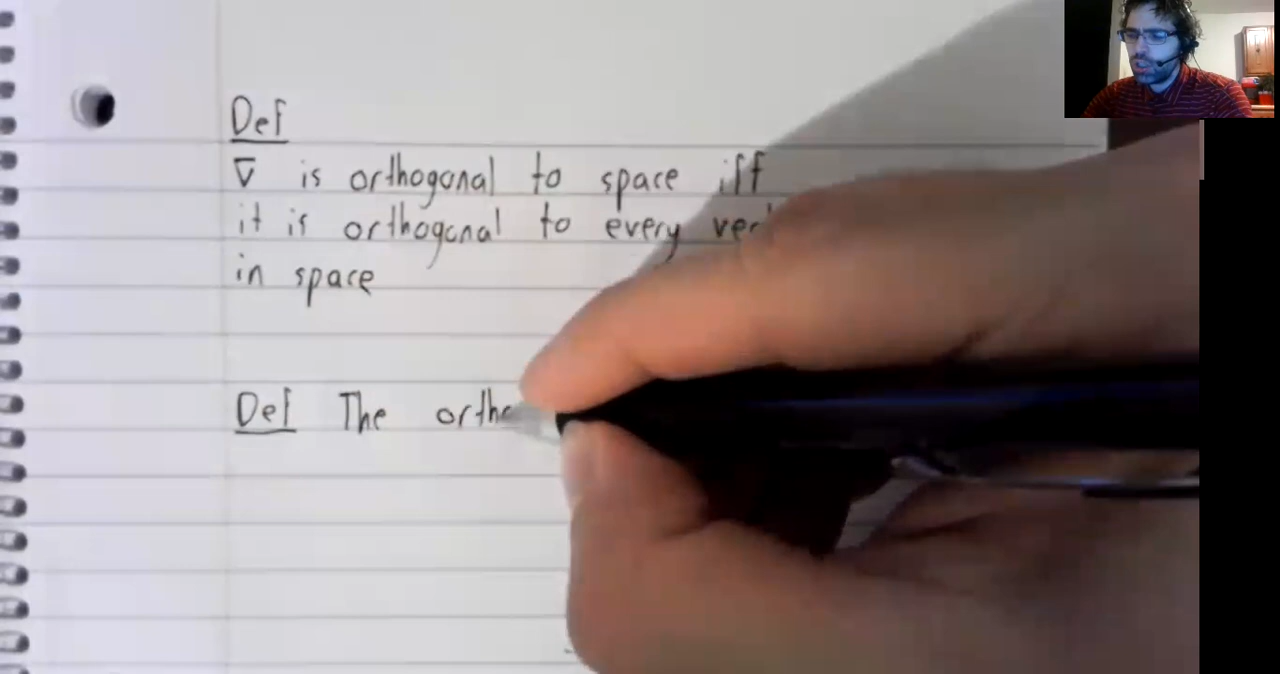 Def
v̅ is orthogonal to space iff
it is orthogonal to every
in space
Def The